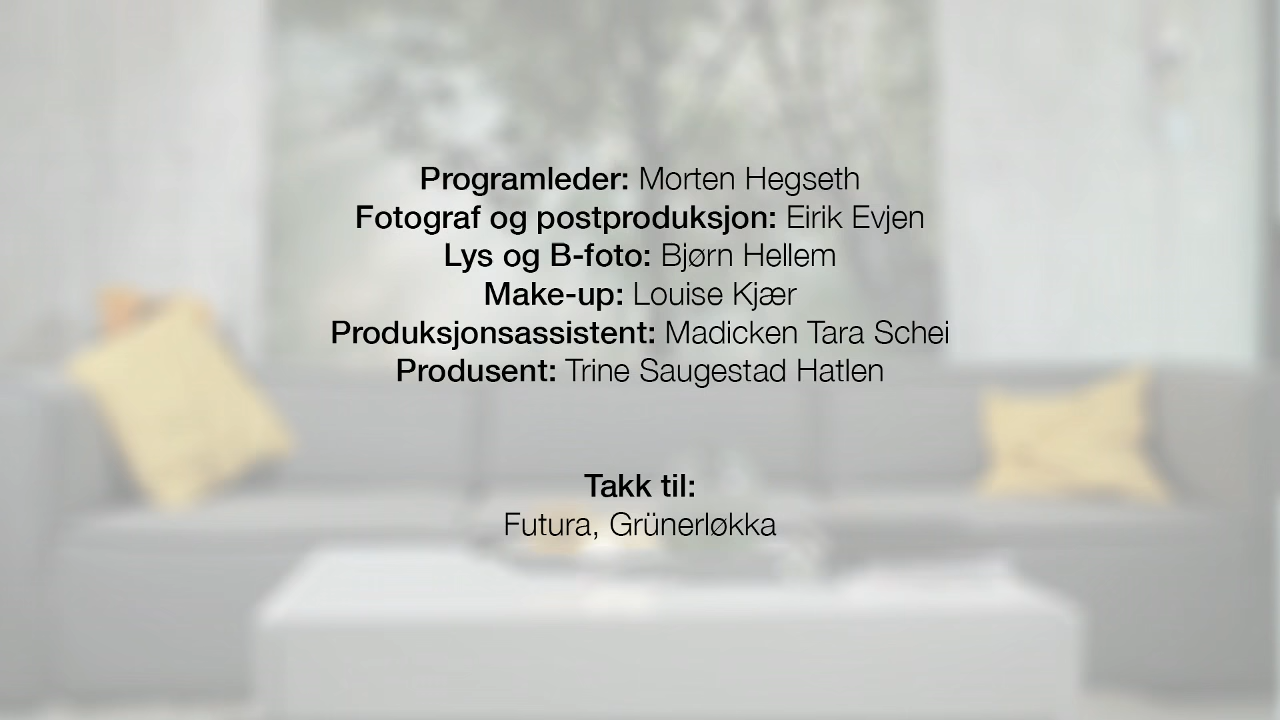 Programleder: Morten Hegseth
Fotograf og postproduksjon: Eirik Evjen
Lys og B-foto: Bjørn Hellem
Make-up: Louise Kjær
Produksjonsassistent: Madicken Tara Schei
Produsent: Trine Saugestad Hatlen
Takk til:
Futura, Grünerløkka